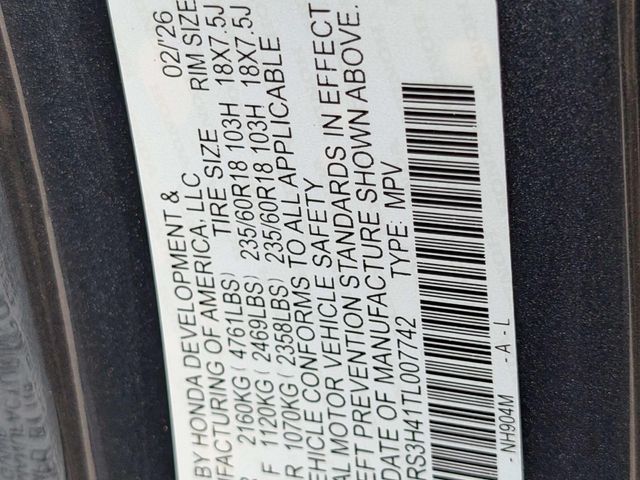 BY HONDA DEVELOPMENT & 02/'26
MANUFACTURING OF AMERICA, LLC
TIRE SIZE RIM SIZE
2160KG ( 4761LBS)
F 1120KG ( 2469LBS) 235/60R18 103H 18X7.5J
R 1070KG ( 2358LBS) 235/60R18 103H 18X7.5J
VEHICLE CONFORMS TO ALL APPLICABLE
AL MOTOR VEHICLE SAFETY
EFT PREVENTION STANDARDS IN EFFECT
DATE OF MANUFACTURE SHOWN ABOVE.
RS3H41TL007742 TYPE: MPV
NH904M - A - L